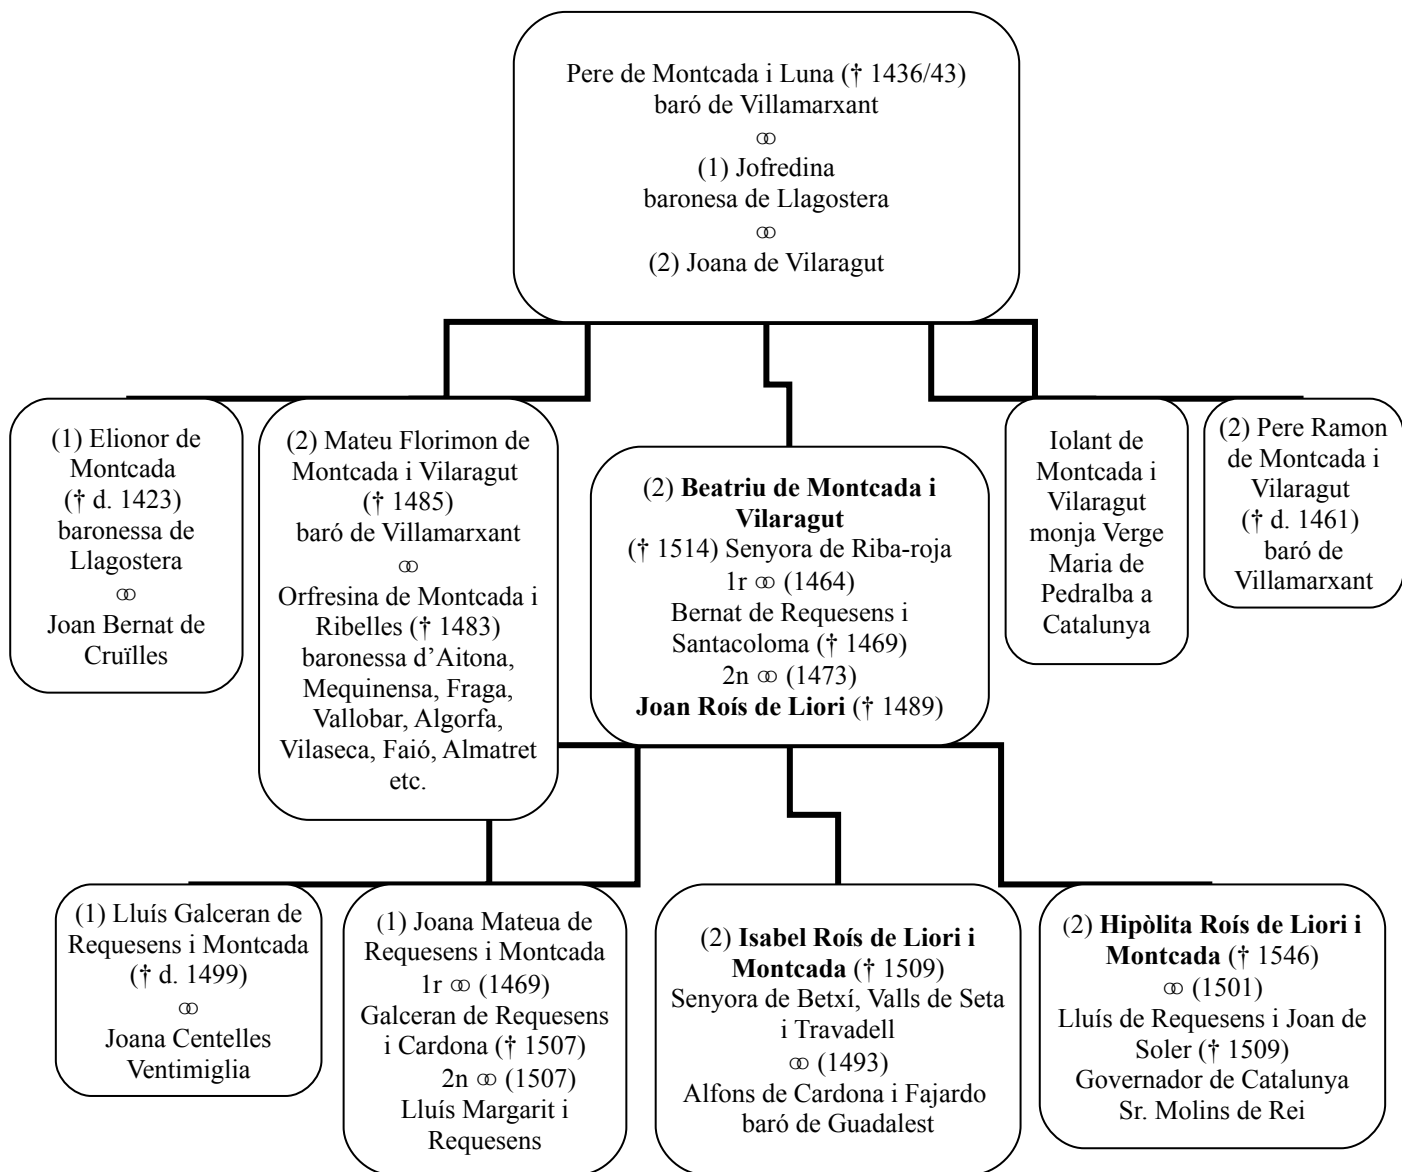 Pere de Montcada i Luna († 1436/43)
baró de Villamarxant
⚭
(1) Jofredina
baronesa de Llagostera
⚭
(2) Joana de Vilaragut
(1) Elionor de
Montcada
(† d. 1423)
baronessa de
Llagostera
⚭
Joan Bernat de
Cruïlles
(2) Mateu Florimon de
Montcada i Vilaragut
(† 1485)
baró de Villamarxant
⚭
Orfresina de Montcada i
Ribelles († 1483)
baronessa d’Aitona,
Mequinensa, Fraga,
Vallobar, Algorfa,
Vilaseca, Faió, Almatret
etc.
(2) Beatriu de Montcada i
Vilaragut
(† 1514) Senyora de Riba-roja
1r ⚭ (1464)
Bernat de Requesens i
Santacoloma († 1469)
2n ⚭ (1473)
Joan Roís de Liori († 1489)
Iolant de
Montcada i
Vilaragut
monja Verge
Maria de
Pedralba a
Catalunya
(2) Pere Ramon
de Montcada i
Vilaragut
(† d. 1461)
baró de
Villamarxant
(1) Lluís Galceran de
Requesens i Montcada
(† d. 1499)
⚭
Joana Centelles
Ventimiglia
(1) Joana Mateua de
Requesens i Montcada
1r ⚭ (1469)
Galceran de Requesens
i Cardona († 1507)
2n ⚭ (1507)
Lluís Margarit i
Requesens
(2) Isabel Roís de Liori i
Montcada († 1509)
Senyora de Betxí, Valls de Seta
i Travadell
⚭ (1493)
Alfons de Cardona i Fajardo
baró de Guadalest
(2) Hipòlita Roís de Liori i
Montcada († 1546)
⚭ (1501)
Lluís de Requesens i Joan de
Soler († 1509)
Governador de Catalunya
Sr. Molins de Rei